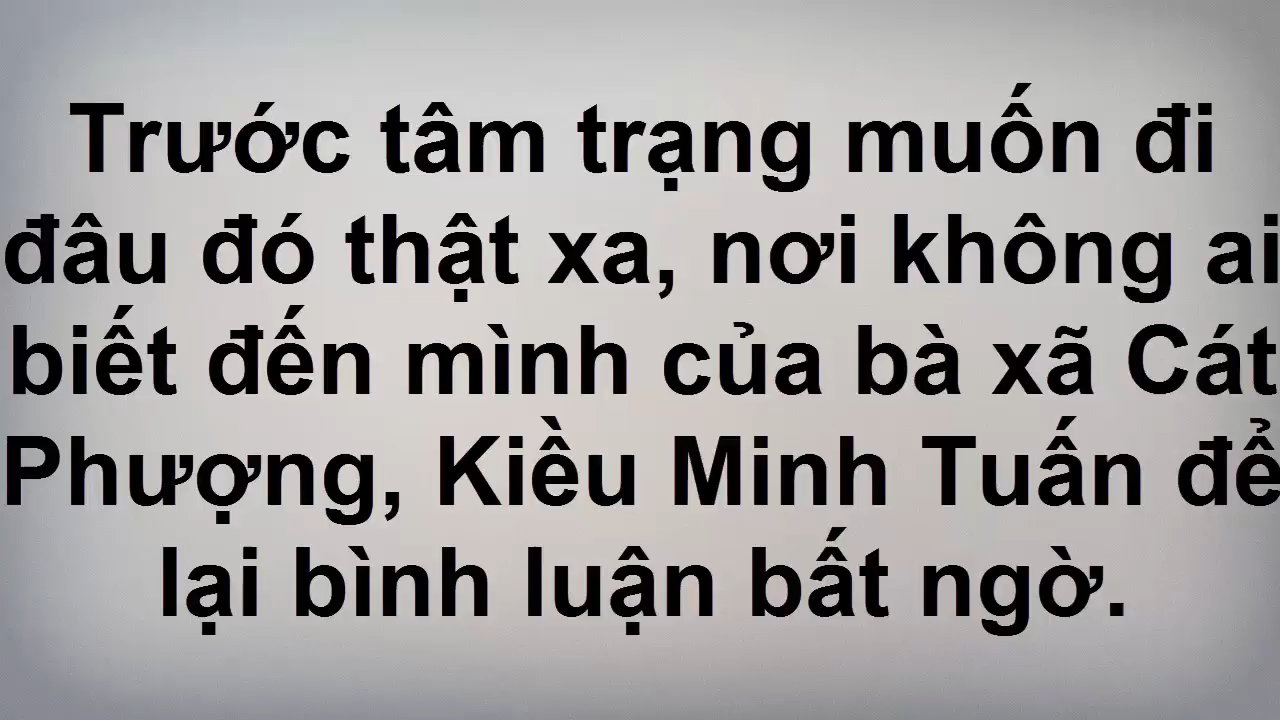 Trước tâm trạng muốn đi
đâu đó thật xa, nơi không ai
biết đến mình của bà xã Cát
Phượng, Kiều Minh Tuấn để
lại bình luận bất ngờ.